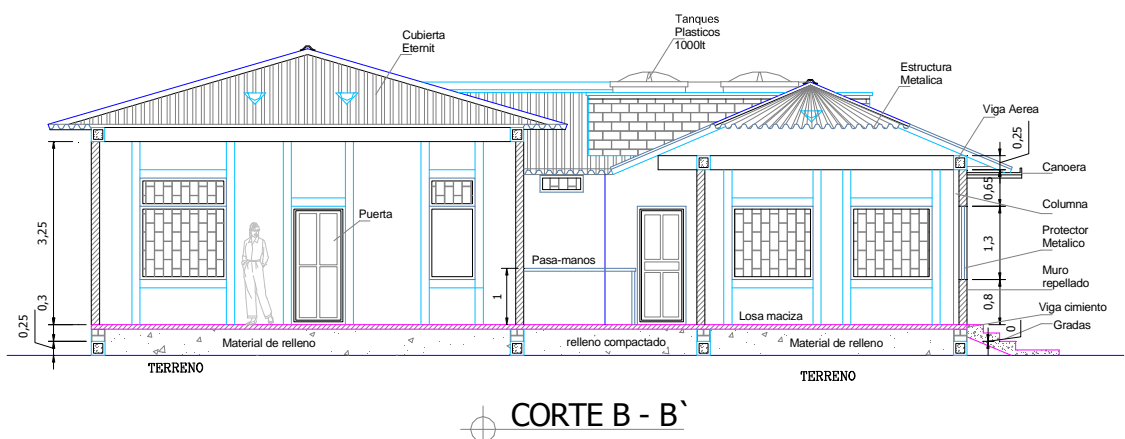 Tanques
Plasticos
1000lt
Cubierta
Eternit
Estructura
Metalica
Viga Aerea
0,25
Canoera
0,65
Columna
Puerta
3,25
1,3
Protector
Metalico
Pasa-manos
1
Muro
repellado
0,3
0,8
Losa maciza
Viga cimiento
0,25
0
Gradas
Material de relleno
relleno compactado
Material de relleno
TERRENO
TERRENO
CORTE B - B`